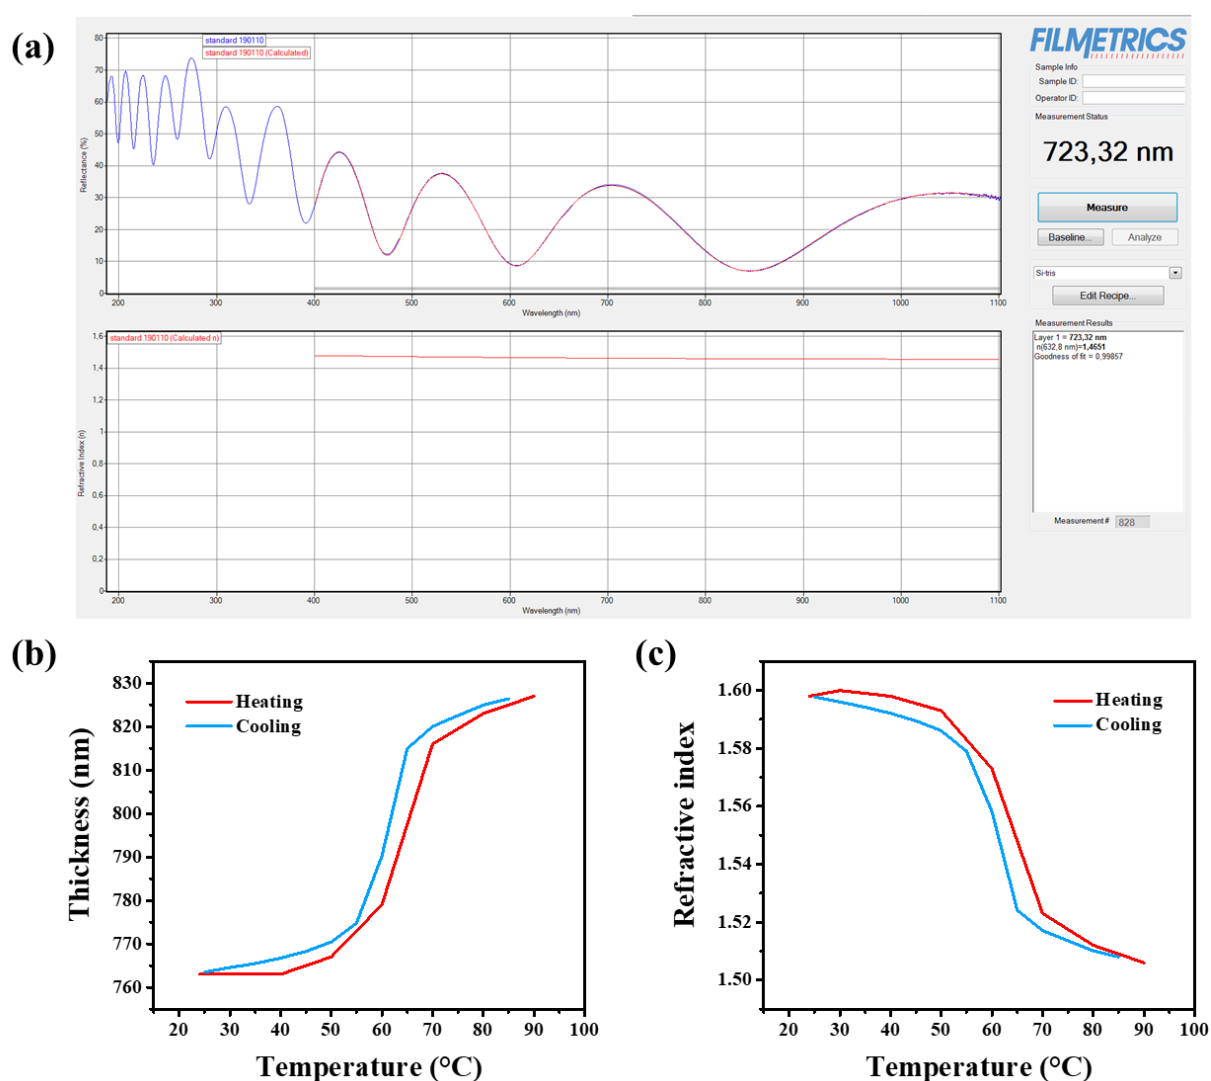 (a)
standard 190110
standard 190110 (Calculated)
80
70
60
50
40
30
20
10
0
Reflectance (%)
200 300 400 500 600 700 800 900 1000 1100
Wavelength (nm)
standard 190110 (Calculated n)
1,6
1,4
1,2
1
0,8
0,6
0,4
0,2
0
Refractive Index (n)
200 300 400 500 600 700 800 900 1000 1100
Wavelength (nm)
FILMETRICS
Sample Info
Sample ID:
Operator ID:
Measurement Status
723,32 nm
Measure
Baseline... Analyze
Si-tris
Edit Recipe...
Measurement Results
Layer 1 = 723,32 nm
n(632,8 nm)=1,4651
Goodness of fit = 0,99857
Measurement # 828
(b)
Heating
Cooling
830
820
810
800
790
780
770
760
Thickness (nm)
20 30 40 50 60 70 80 90 100
Temperature (°C)
(c)
Heating
Cooling
1.60
1.58
1.56
1.54
1.52
1.50
Refractive index
20 30 40 50 60 70 80 90 100
Temperature (°C)